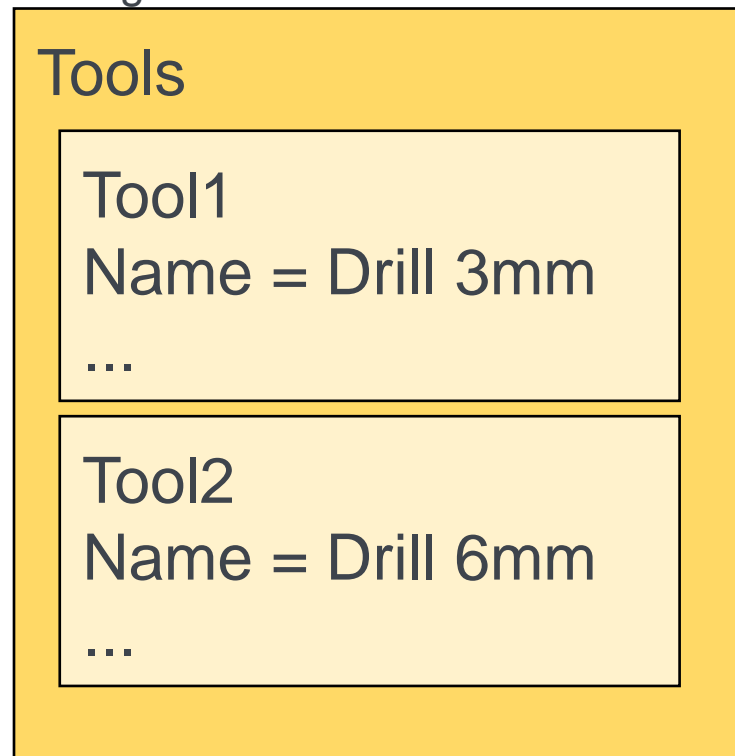 Tools
Tool1
Name = Drill 3mm
...
Tool2
Name = Drill 6mm
...